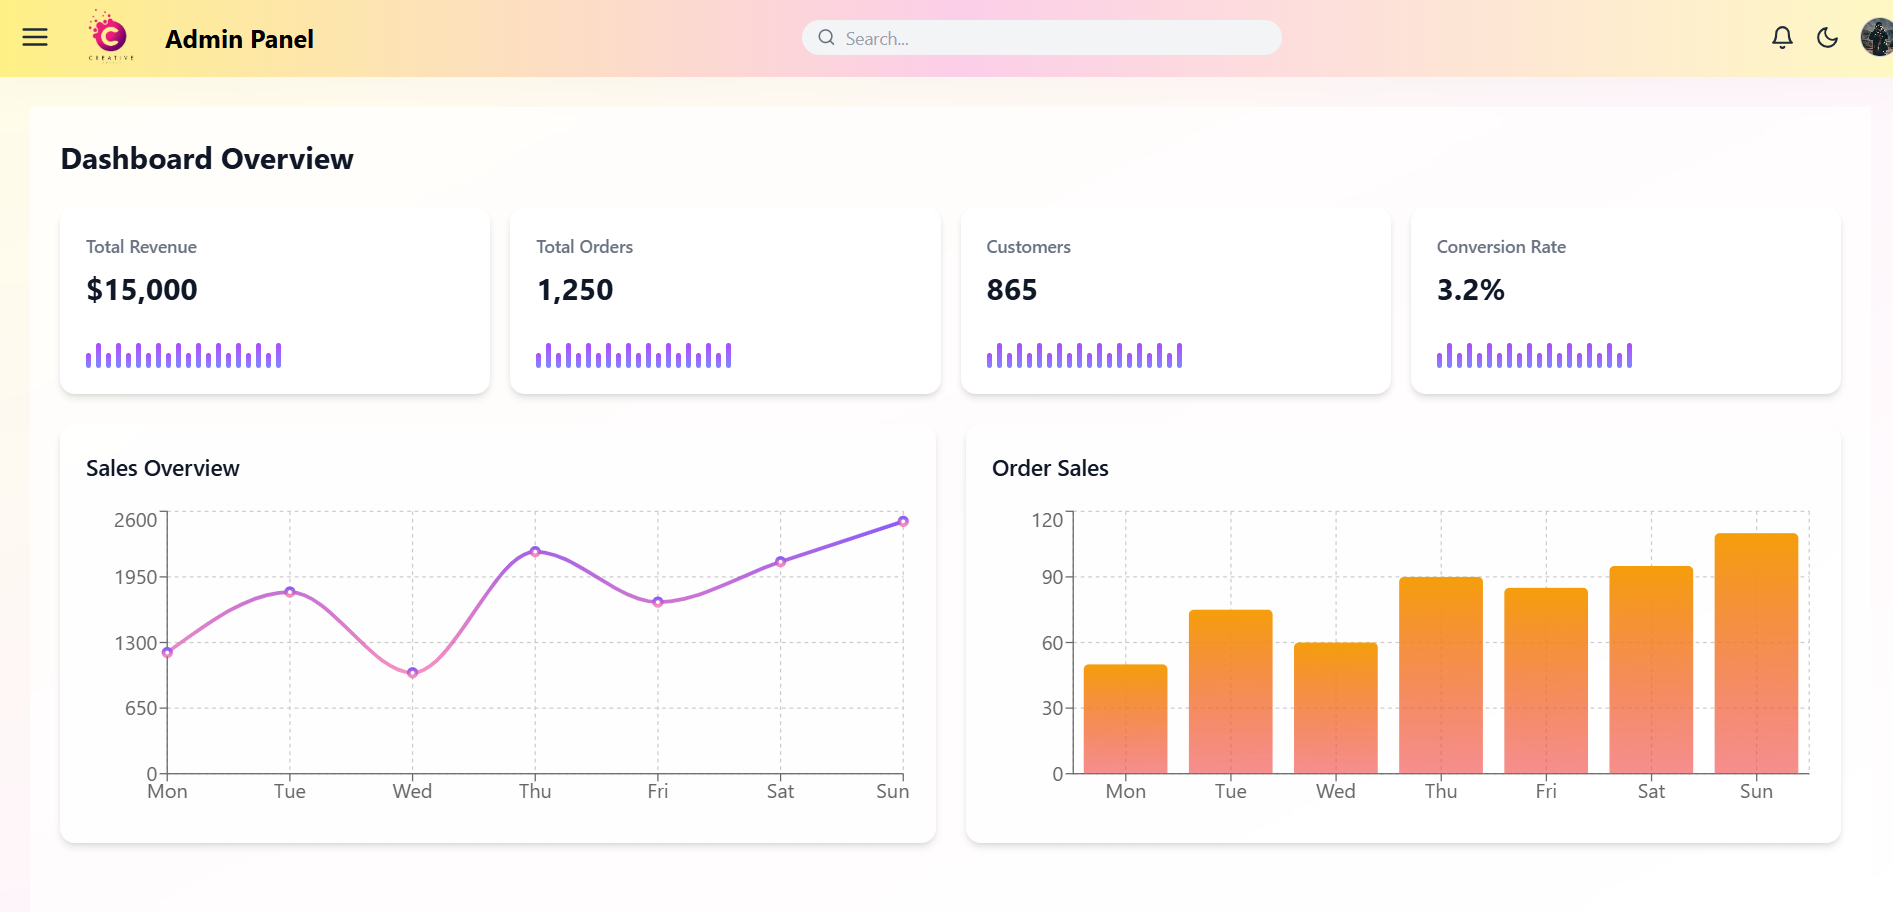 C
CREATIVE
Admin Panel
Search...
Dashboard Overview
Total Revenue
$15,000
Total Orders
1,250
Customers
865
Conversion Rate
3.2%
Sales Overview
2600
1950
1300
650
0
Mon Tue Wed Thu Fri Sat Sun
Order Sales
120
90
60
30
0
Mon Tue Wed Thu Fri Sat Sun